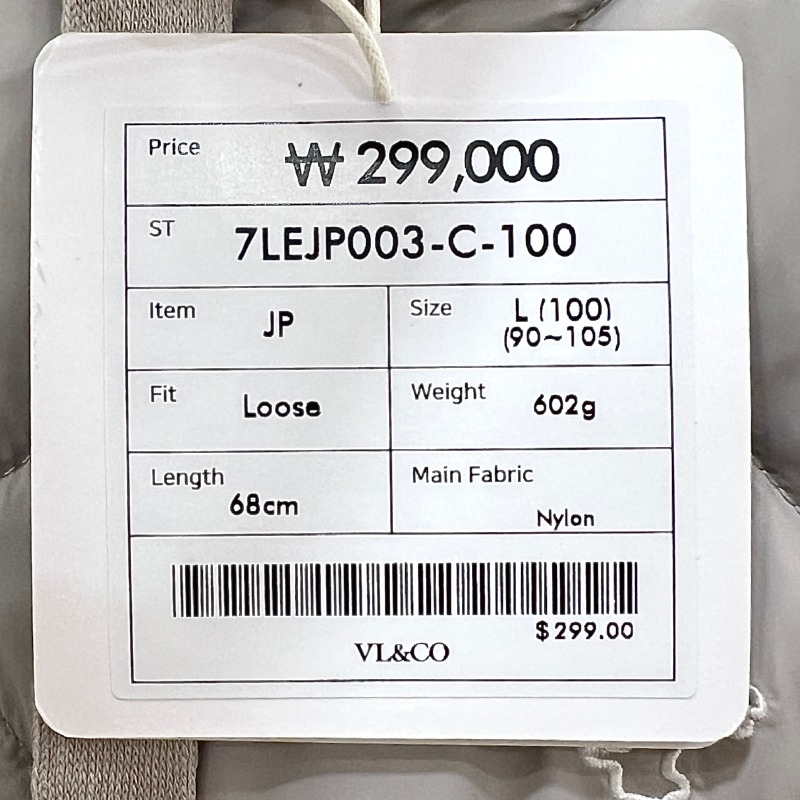 Price ₩ 299,000
ST 7LEJP003-C-100
Item JP
Size L (100)
(90~105)
Fit Loose
Weight 602g
Length
68cm
Main Fabric
Nylon
$299.00
VL&CO